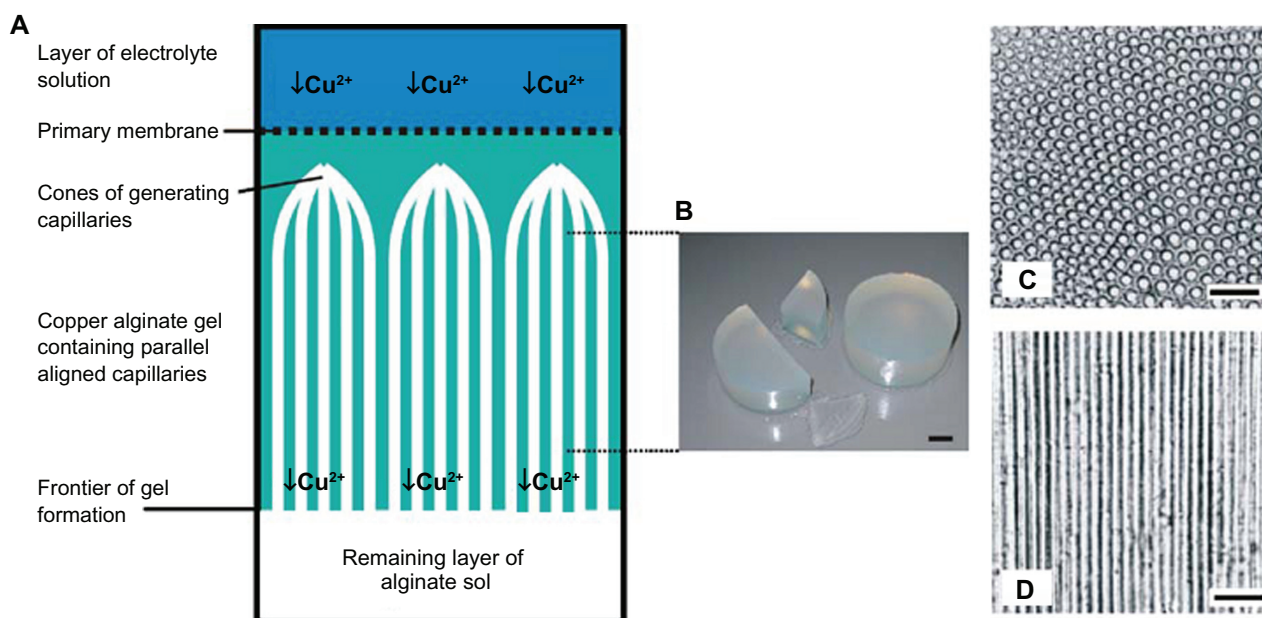 A
Layer of electrolyte
solution
↓Cu²⁺ ↓Cu²⁺ ↓Cu²⁺
Primary membrane
Cones of generating
capillaries
B
Copper alginate gel
containing parallel
aligned capillaries
↓Cu²⁺ ↓Cu²⁺ ↓Cu²⁺
Frontier of gel
formation
Remaining layer of
alginate sol
C
D